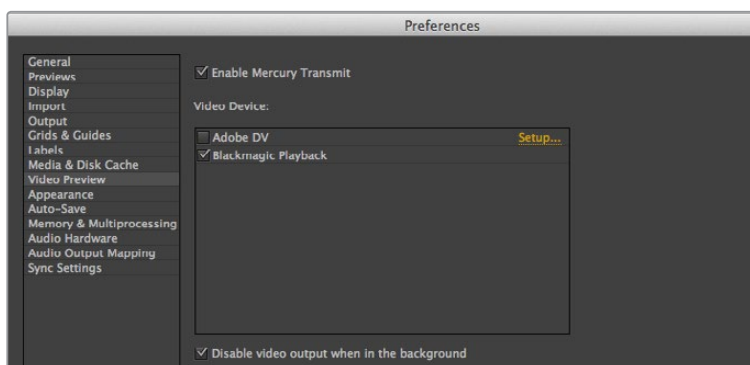 Preferences
General
Previews
Display
Import
Output
Grids & Guides
Labels
Media & Disk Cache
Video Preview
Appearance
Auto-Save
Memory & Multiprocessing
Audio Hardware
Audio Output Mapping
Sync Settings
Enable Mercury Transmit
Video Device:
Adobe DV Setup...
Blackmagic Playback
Disable video output when in the background